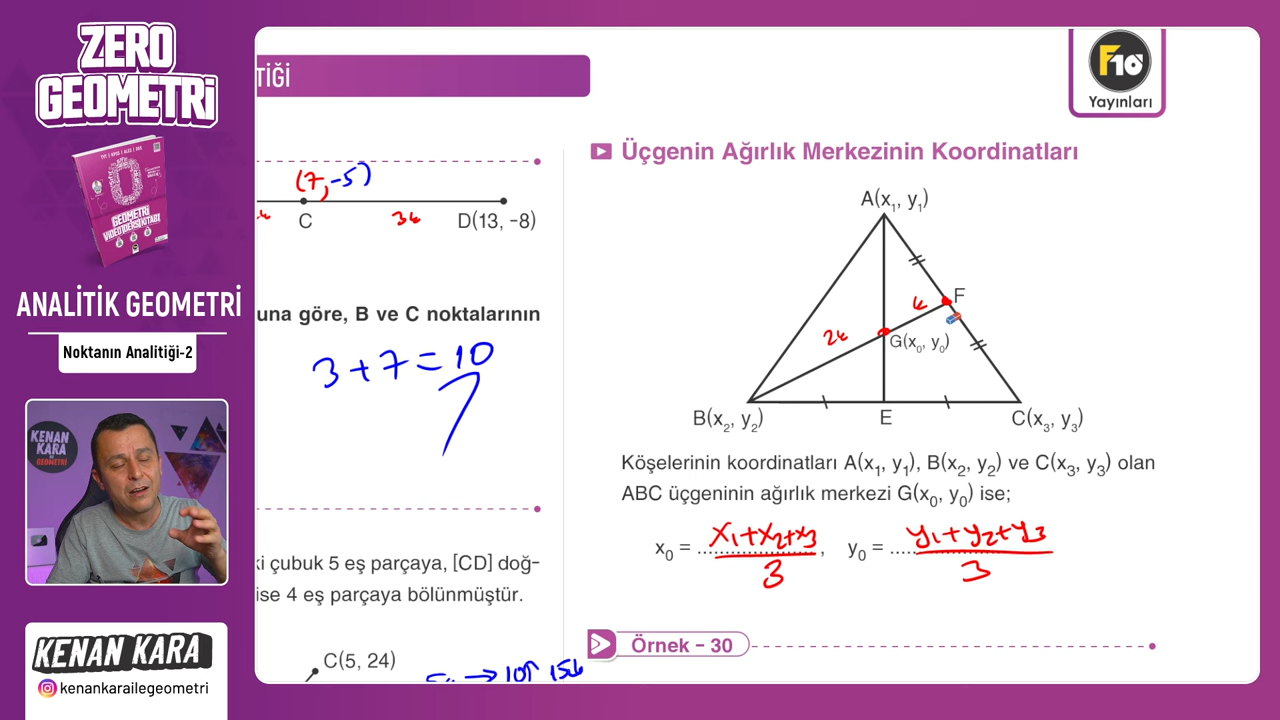 ZERO
GEOMETRİ
GEOMETRİ
VİDEO DERS KİTABI
ANALİTİK GEOMETRİ
Noktanın Analitiği-2
KENAN
KARA
GEOMETRİ
KENAN KARA
kenankarailegeometri
TİĞİ
F10
Yayınları
(7,-5)
C
3k
D(13, -8)
una göre, B ve C noktalarının
3+7=10
ki çubuk 5 eş parçaya, [CD] doğ-
ise 4 eş parçaya bölünmüştür.
C(5, 24)
Üçgenin Ağırlık Merkezinin Koordinatları
A(x₁, y₁)
F
k
2k
G(x₀, y₀)
B(x₂, y₂)
E
C(x₃, y₃)
Köşelerinin koordinatları A(x₁, y₁), B(x₂, y₂) ve C(x₃, y₃) olan
ABC üçgeninin ağırlık merkezi G(x₀, y₀) ise;
x₀ = x₁+x₂+x₃ / 3 , y₀ = y₁+y₂+y₃ / 3
Örnek - 30